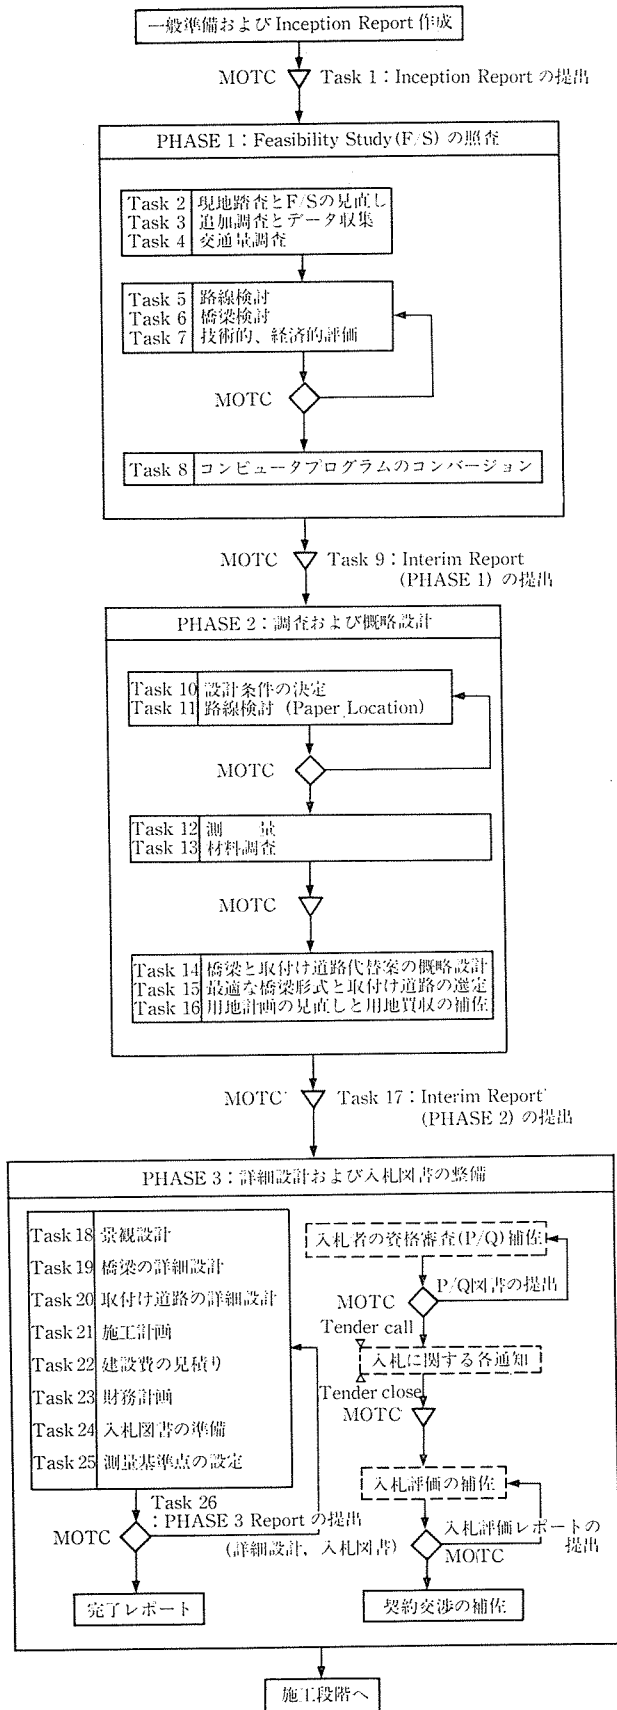 一般準備および Inception Report 作成
MOTC Task 1：Inception Report の提出
PHASE 1：Feasibility Study (F/S) の照査
Task 2 現地踏査とF/Sの見直し
Task 3 追加調査とデータ収集
Task 4 交通量調査
Task 5 路線検討
Task 6 橋梁検討
Task 7 技術的、経済的評価
MOTC
Task 8 コンピュータプログラムのコンバージョン
MOTC Task 9：Interim Report
(PHASE 1) の提出
PHASE 2：調査および概略設計
Task 10 設計条件の決定
Task 11 路線検討 (Paper Location)
MOTC
Task 12 測　量
Task 13 材料調査
MOTC
Task 14 橋梁と取付け道路代替案の概略設計
Task 15 最適な橋梁形式と取付け道路の選定
Task 16 用地計画の見直しと用地買収の補佐
MOTC Task 17：Interim Report
(PHASE 2) の提出
PHASE 3：詳細設計および入札図書の整備
Task 18 景観設計
Task 19 橋梁の詳細設計
Task 20 取付け道路の詳細設計
Task 21 施工計画
Task 22 建設費の見積り
Task 23 財務計画
Task 24 入札図書の準備
Task 25 測量基準点の設定
Task 26
：PHASE 3 Report の提出
MOTC
(詳細設計、入札図書)
完了レポート
入札者の資格審査(P/Q)補佐
P/Q図書の提出
MOTC
Tender call
入札に関する各通知
Tender close
MOTC
入札評価の補佐
入札評価レポートの
提出
MOTC
契約交渉の補佐
施工段階へ